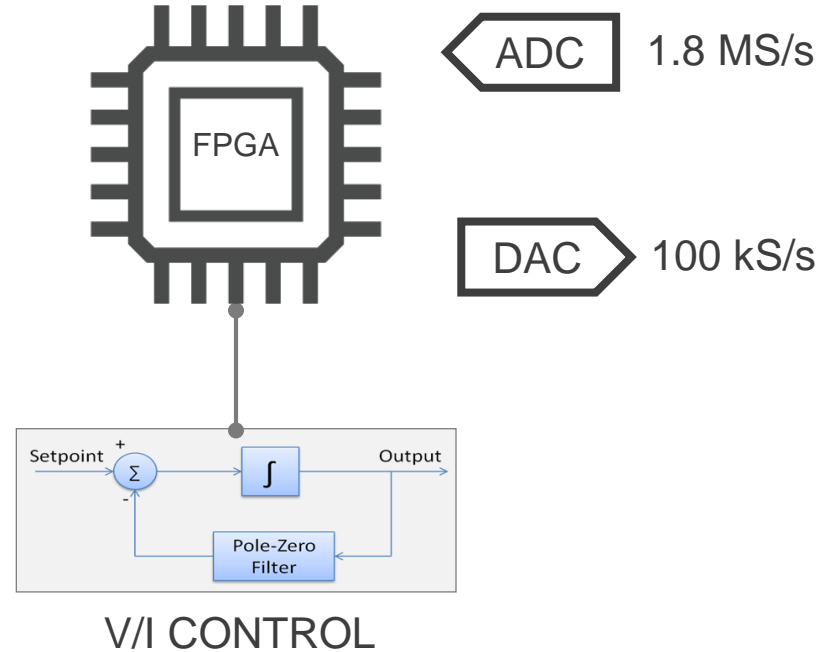 FPGA
ADC
1.8 MS/s
DAC
100 kS/s
Setpoint
+
Σ
-
∫
Output
Pole-Zero
Filter
V/I CONTROL